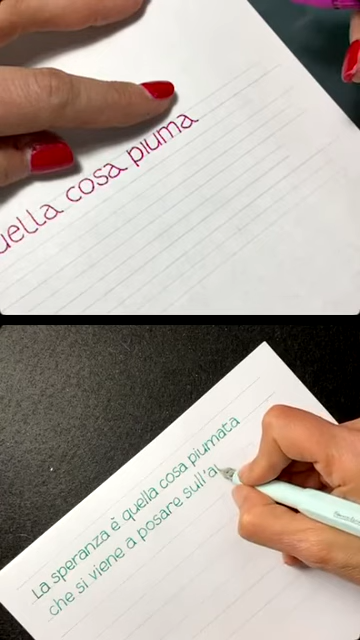 uella cosa piuma
La speranza è quella cosa piumata
che si viene a posare sull'a